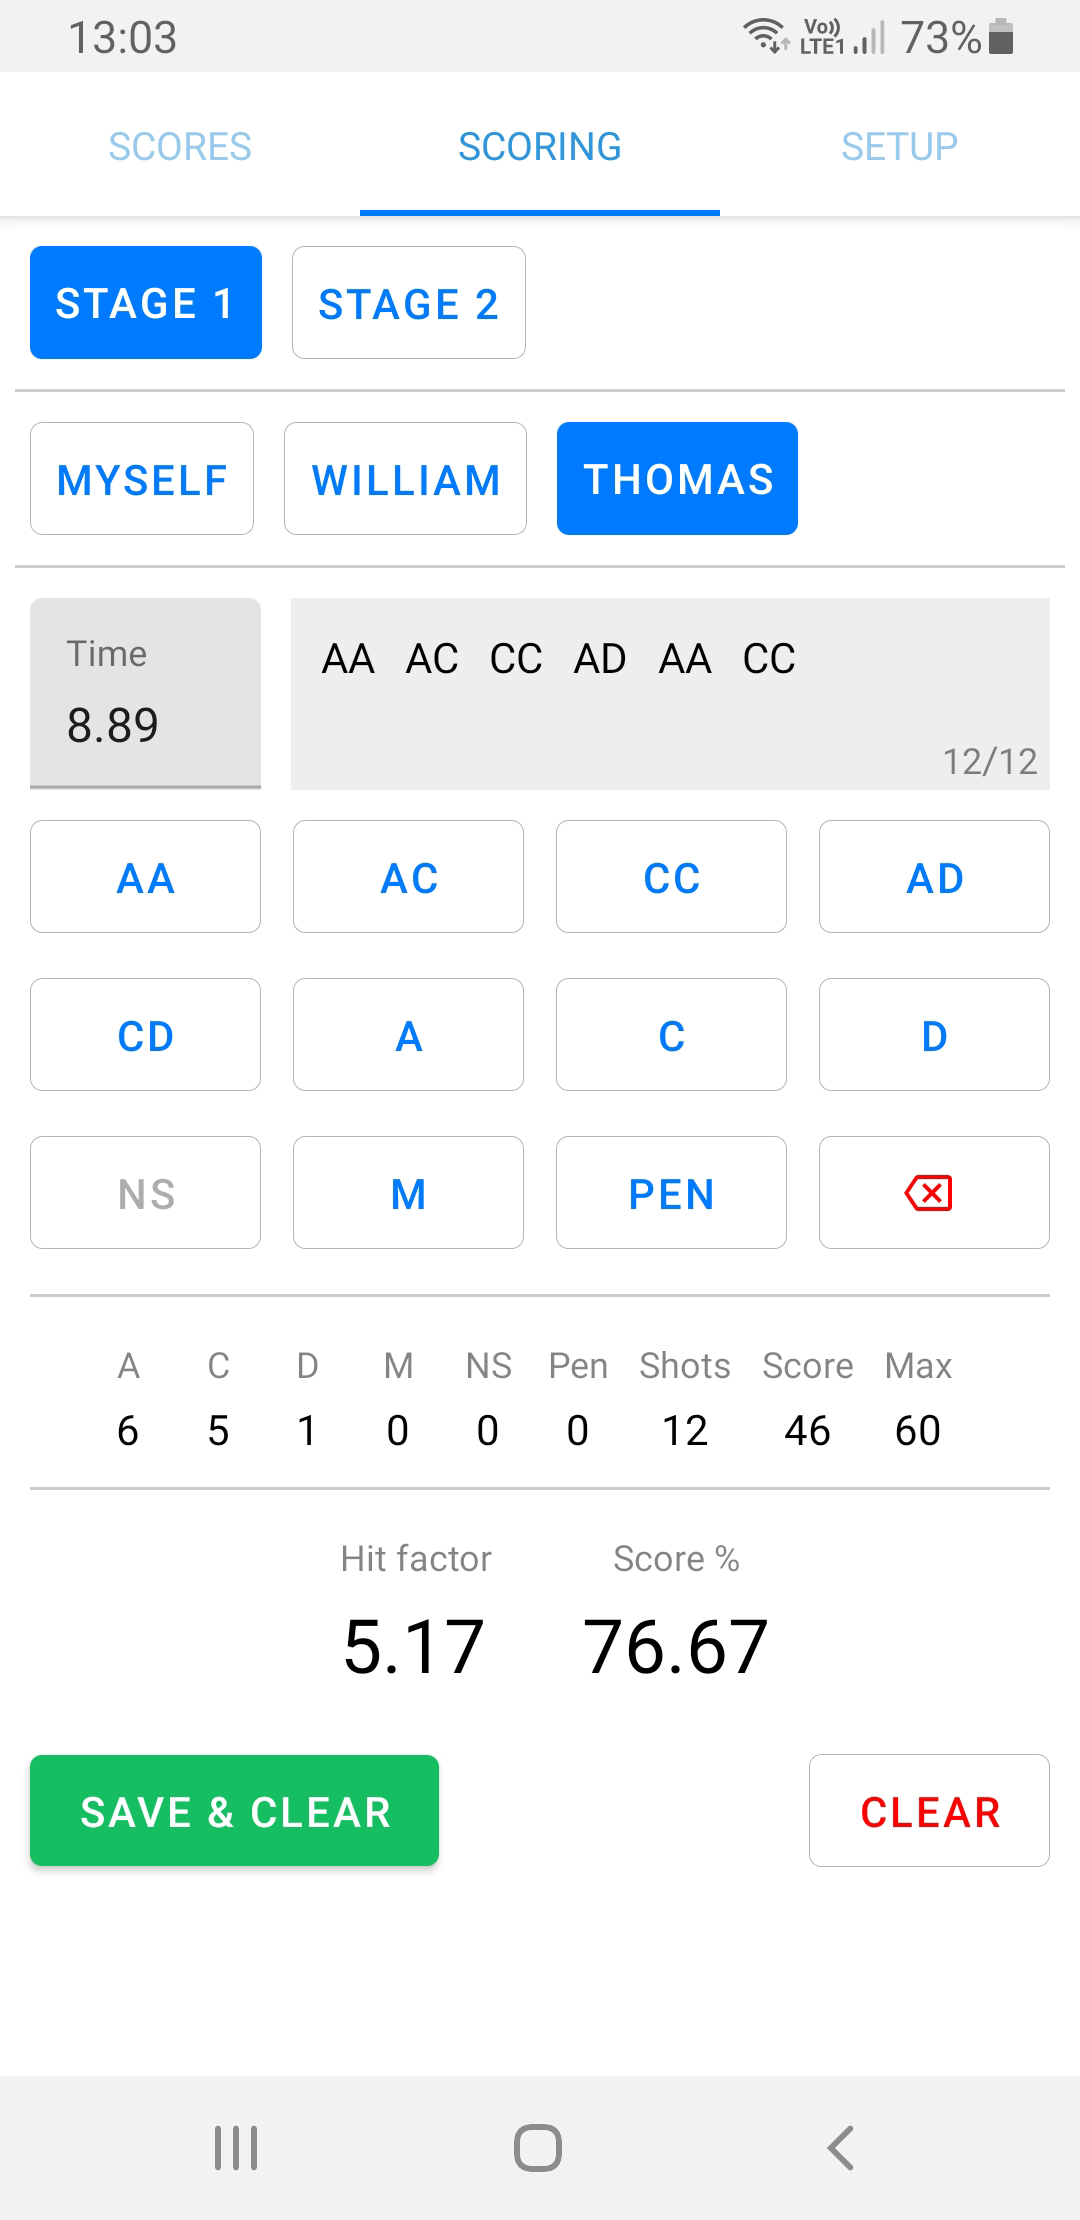 13:03 Vo)) LTE1 73%
SCORES SCORING SETUP
STAGE 1 STAGE 2
MYSELF WILLIAM THOMAS
Time
8.89
AA AC CC AD AA CC
12/12
AA AC CC AD
CD A C D
NS M PEN
A C D M NS Pen Shots Score Max
6 5 1 0 0 0 12 46 60
Hit factor Score %
5.17 76.67
SAVE & CLEAR CLEAR